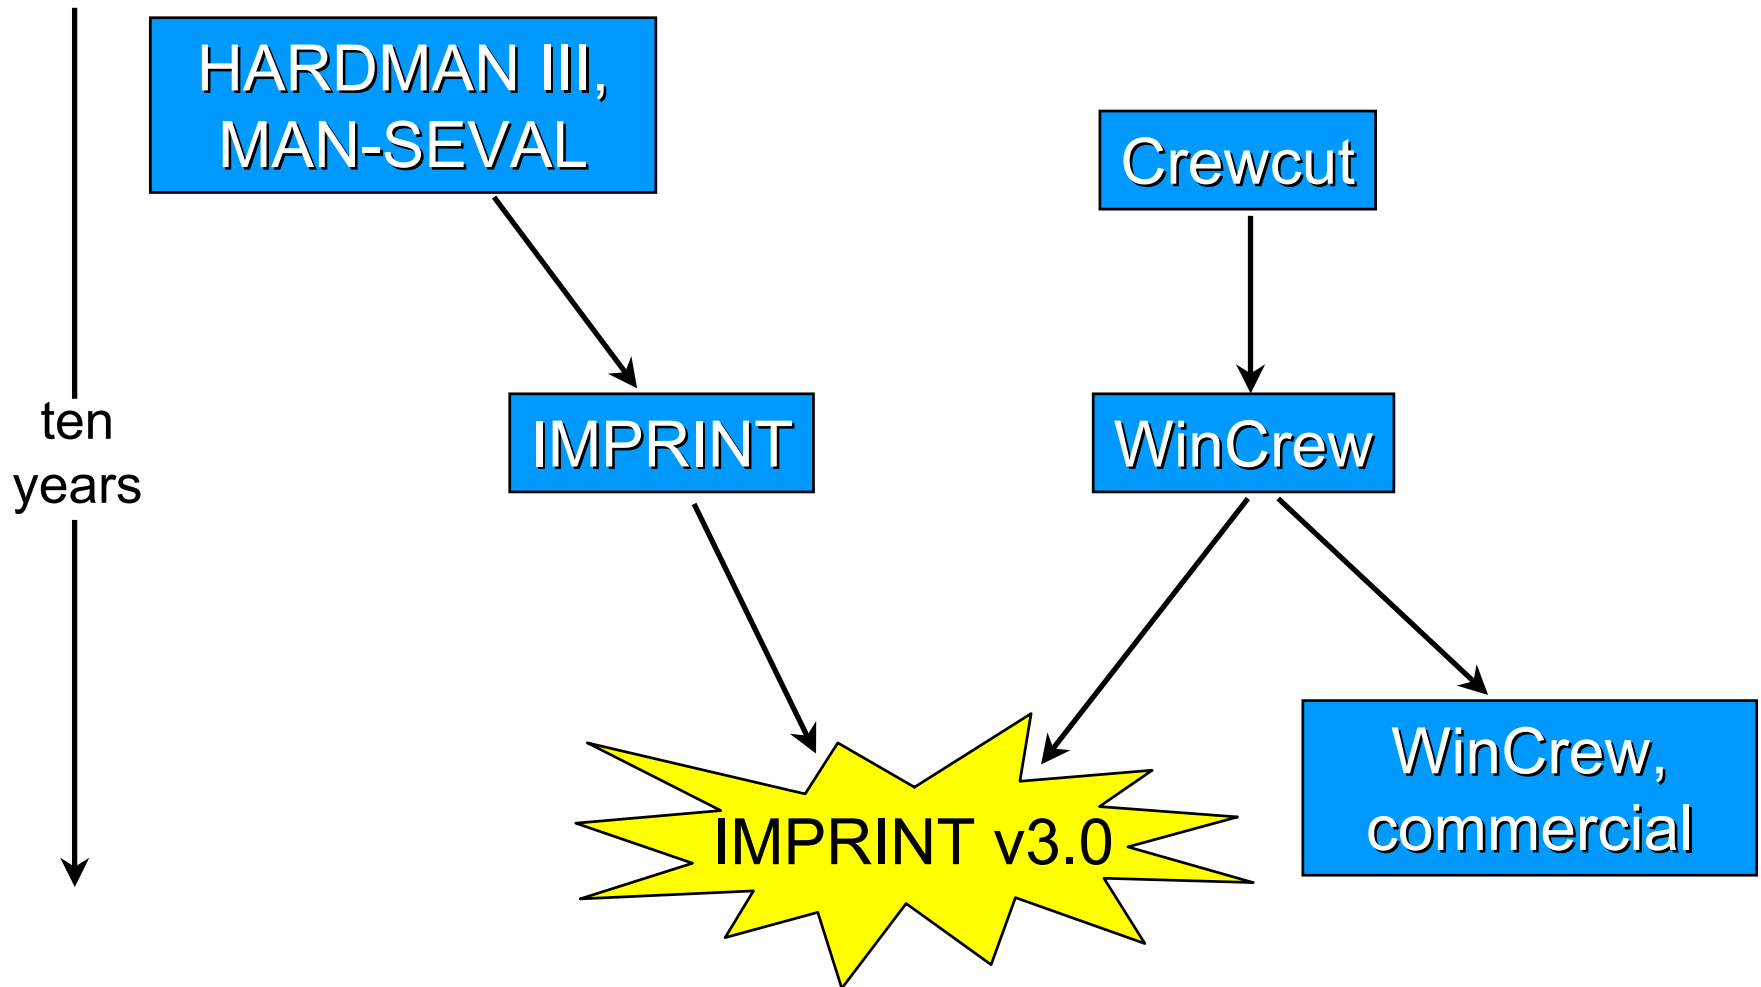 HARDMAN III,
MAN-SEVAL
Crewcut
ten
years
IMPRINT
WinCrew
WinCrew,
commercial
IMPRINT v3.0